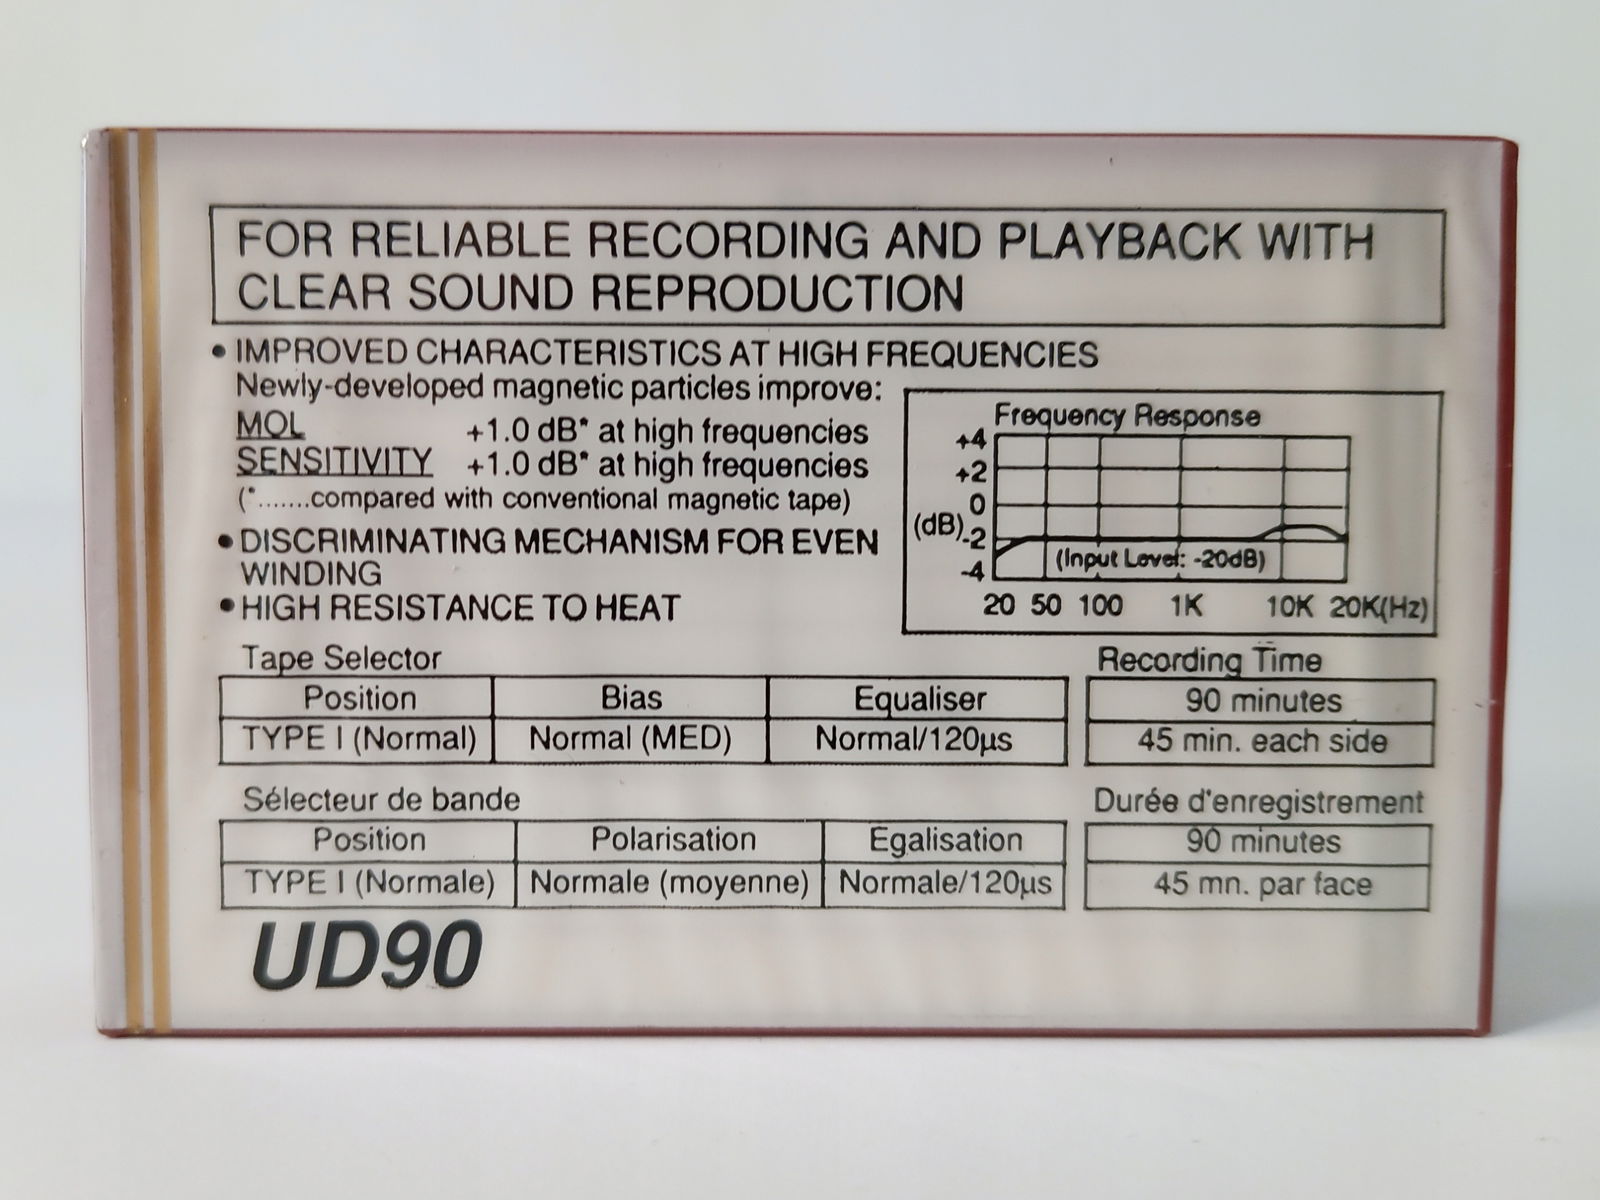 FOR RELIABLE RECORDING AND PLAYBACK WITH
CLEAR SOUND REPRODUCTION
• IMPROVED CHARACTERISTICS AT HIGH FREQUENCIES
Newly-developed magnetic particles improve:
MOL +1.0 dB* at high frequencies
SENSITIVITY +1.0 dB* at high frequencies
(*.......compared with conventional magnetic tape)
• DISCRIMINATING MECHANISM FOR EVEN
WINDING
• HIGH RESISTANCE TO HEAT
Frequency Response
+4
+2
0
(dB)
-2
-4
(Input Level: -20dB)
20 50 100 1K 10K 20K(Hz)
Tape Selector
Position Bias Equaliser
TYPE I (Normal) Normal (MED) Normal/120µs
Recording Time
90 minutes
45 min. each side
Sélecteur de bande
Position Polarisation Egalisation
TYPE I (Normale) Normale (moyenne) Normale/120µs
Durée d'enregistrement
90 minutes
45 mn. par face
UD90